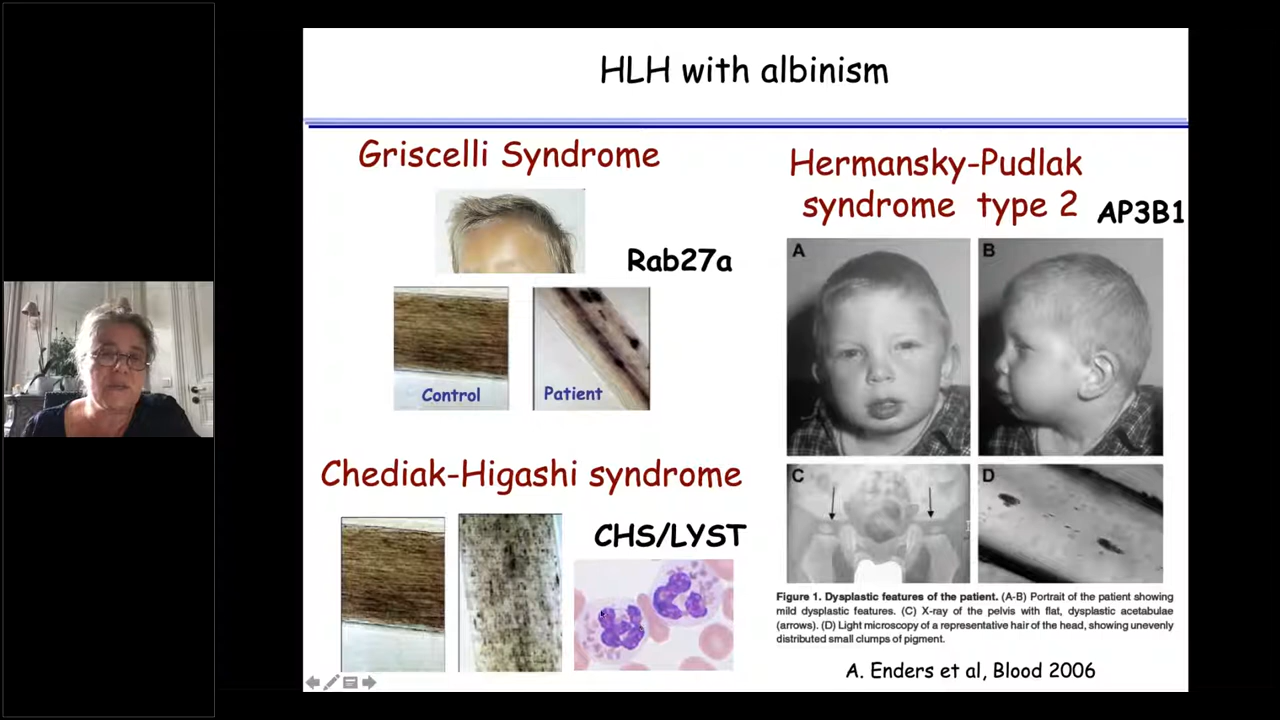 HLH with albinism
Griscelli Syndrome
Rab27a
Control
Patient
Chediak-Higashi syndrome
CHS/LYST
Hermansky-Pudlak
syndrome type 2
AP3B1
A
B
C
D
Figure 1. Dysplastic features of the patient. (A-B) Portrait of the patient showing
mild dysplastic features. (C) X-ray of the pelvis with flat, dysplastic acetabulae
(arrows). (D) Light microscopy of a representative hair of the head, showing unevenly
distributed small clumps of pigment.
A. Enders et al, Blood 2006